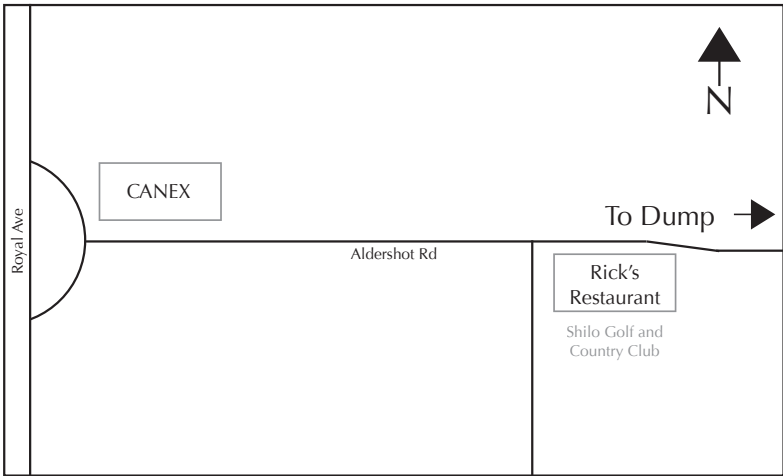 N
CANEX
Royal Ave
To Dump
Aldershot Rd
Rick's
Restaurant
Shilo Golf and
Country Club